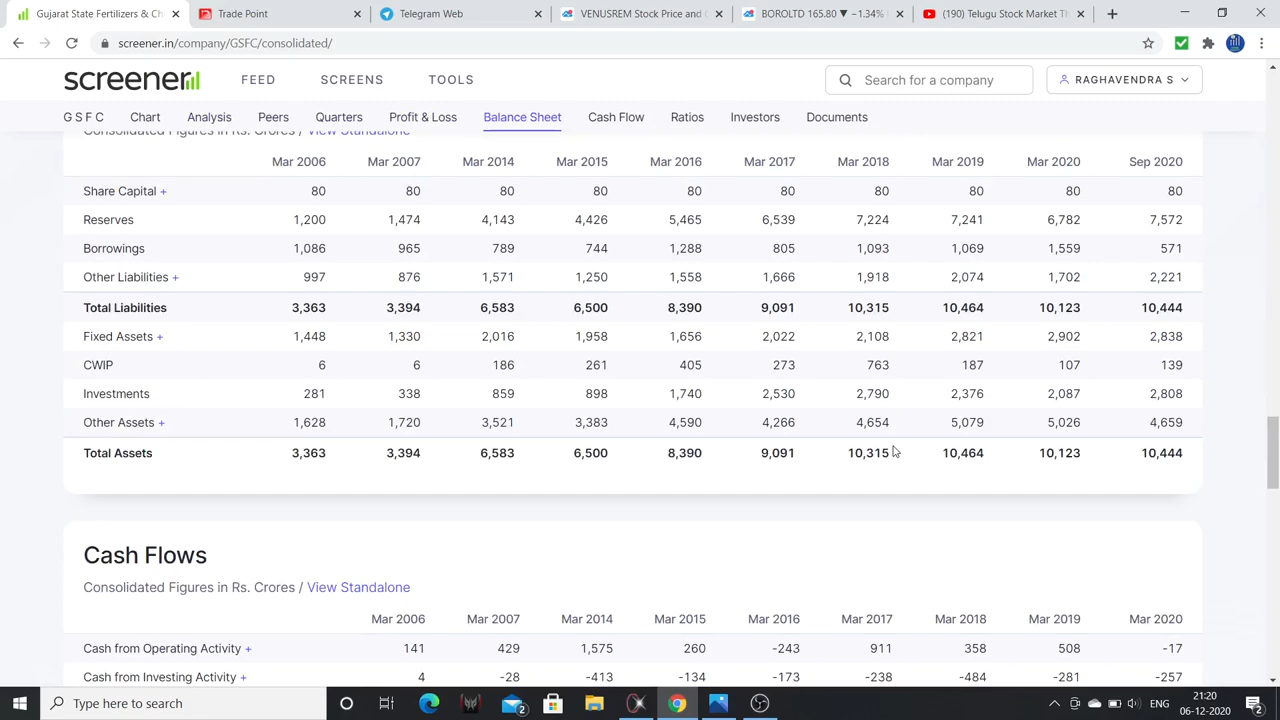 Gujarat State Fertilizers & Ch
Trade Point
Telegram Web
VENUSREM Stock Price and C
BOROLTD 165.80 ▼ −1.34%
(190) Telugu Stock Market Th
screener.in/company/GSFC/consolidated/
screener
FEED SCREENS TOOLS
Search for a company
RAGHAVENDRA S
G S F C Chart Analysis Peers Quarters Profit & Loss Balance Sheet Cash Flow Ratios Investors Documents
Consolidated Figures in Rs. Crores / View Standalone
Mar 2006 Mar 2007 Mar 2014 Mar 2015 Mar 2016 Mar 2017 Mar 2018 Mar 2019 Mar 2020 Sep 2020
Share Capital + 80 80 80 80 80 80 80 80 80 80
Reserves 1,200 1,474 4,143 4,426 5,465 6,539 7,224 7,241 6,782 7,572
Borrowings 1,086 965 789 744 1,288 805 1,093 1,069 1,559 571
Other Liabilities + 997 876 1,571 1,250 1,558 1,666 1,918 2,074 1,702 2,221
Total Liabilities 3,363 3,394 6,583 6,500 8,390 9,091 10,315 10,464 10,123 10,444
Fixed Assets + 1,448 1,330 2,016 1,958 1,656 2,022 2,108 2,821 2,902 2,838
CWIP 6 6 186 261 405 273 763 187 107 139
Investments 281 338 859 898 1,740 2,530 2,790 2,376 2,087 2,808
Other Assets + 1,628 1,720 3,521 3,383 4,590 4,266 4,654 5,079 5,026 4,659
Total Assets 3,363 3,394 6,583 6,500 8,390 9,091 10,315 10,464 10,123 10,444
Cash Flows
Consolidated Figures in Rs. Crores / View Standalone
Mar 2006 Mar 2007 Mar 2014 Mar 2015 Mar 2016 Mar 2017 Mar 2018 Mar 2019 Mar 2020
Cash from Operating Activity + 141 429 1,575 260 -243 911 358 508 -17
Cash from Investing Activity + 4 -28 -413 -134 -173 -238 -484 -281 -257
Type here to search
2
ENG
21:20
06-12-2020
2